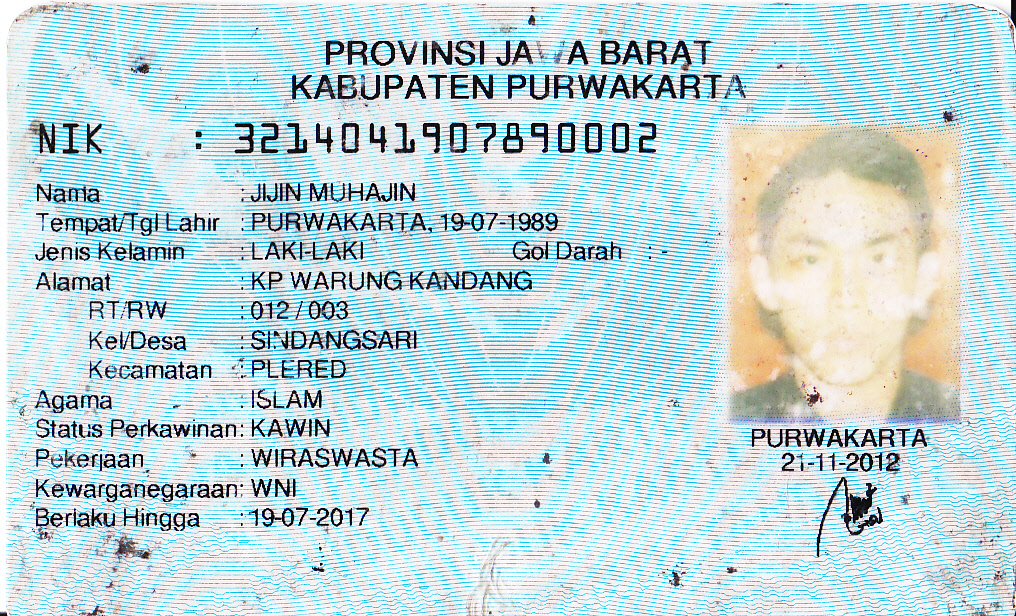 PROVINSI JAWA BARAT
KABUPATEN PURWAKARTA
NIK : 3214041907890002
Nama : JIJIN MUHAJIN
Tempat/Tgl Lahir : PURWAKARTA, 19-07-1989
Jenis Kelamin : LAKI-LAKI Gol Darah : -
Alamat : KP WARUNG KANDANG
RT/RW : 012 / 003
Kel/Desa : SINDANGSARI
Kecamatan : PLERED
Agama : ISLAM
Status Perkawinan: KAWIN
Pekerjaan : WIRASWASTA
Kewarganegaraan: WNI
Berlaku Hingga : 19-07-2017
PURWAKARTA
21-11-2012